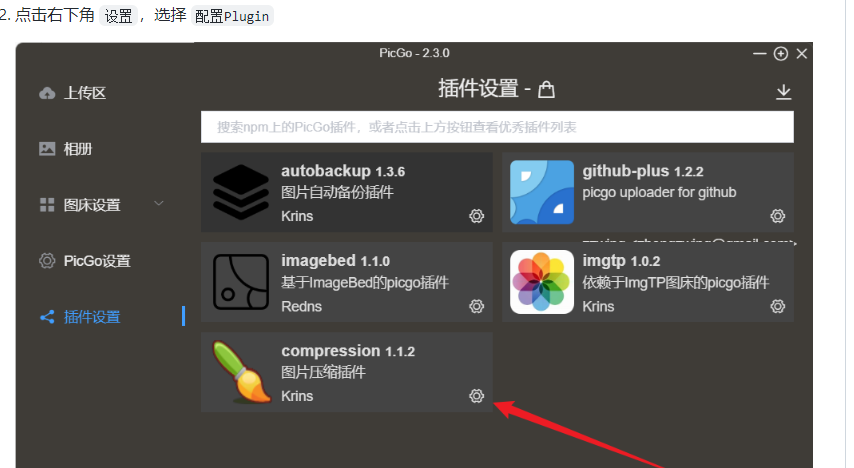 2. 点击右下角 设置 ，选择 配置Plugin
PicGo - 2.3.0
上传区
相册
图床设置
PicGo设置
插件设置
插件设置 -
搜索npm上的PicGo插件，或者点击上方按钮查看优秀插件列表
autobackup 1.3.6
图片自动备份插件
Krins
github-plus 1.2.2
picgo uploader for github
imagebed 1.1.0
基于ImageBed的picgo插件
Redns
imgtp 1.0.2
依赖于ImgTP图床的picgo插件
Krins
compression 1.1.2
图片压缩插件
Krins